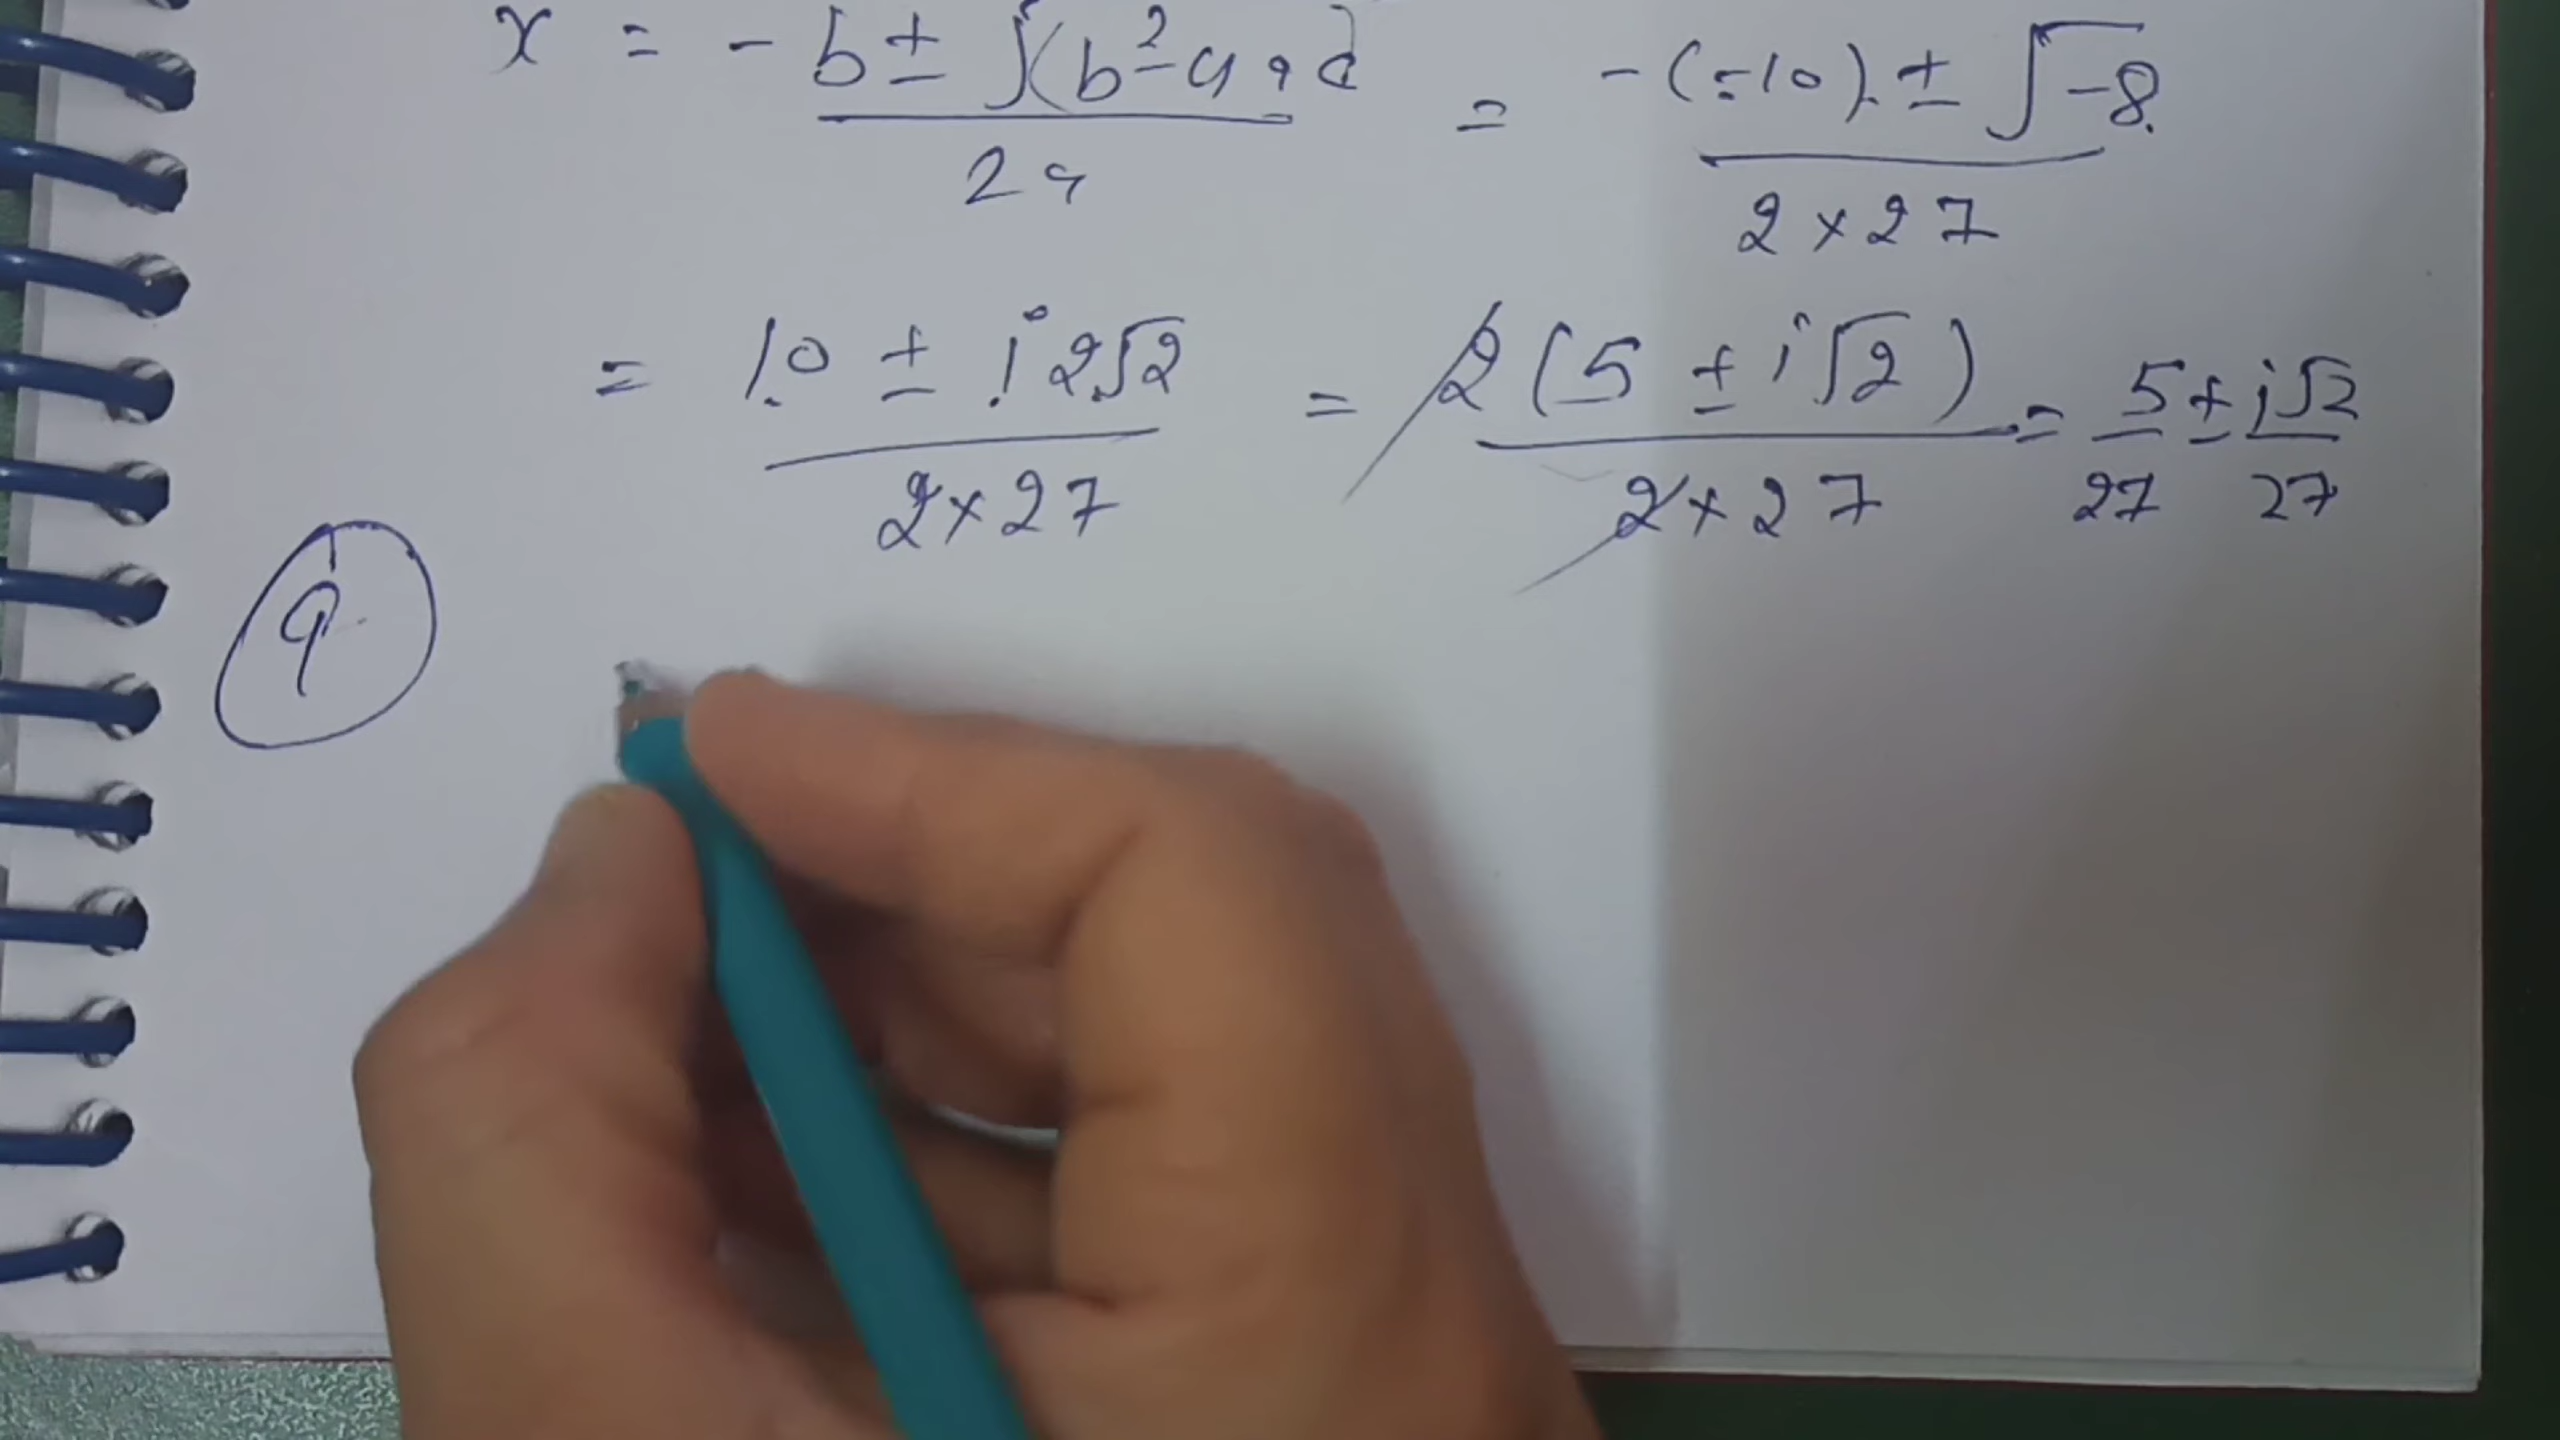 x = -b ± √(b² - 4ac) / 2a = -(-10) ± √-8 / 2 × 27
= 10 ± i2√2 / 2 × 27 = 2(5 ± i√2) / 2 × 27 = 5/27 ± i√2/27
9